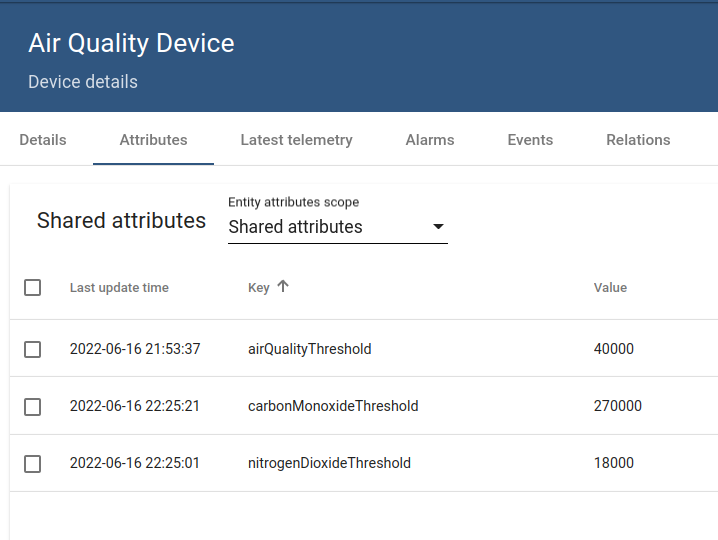 Air Quality Device
Device details
Details Attributes Latest telemetry Alarms Events Relations
Entity attributes scope
Shared attributes Shared attributes
Last update time Key Value
2022-06-16 21:53:37 airQualityThreshold 40000
2022-06-16 22:25:21 carbonMonoxideThreshold 270000
2022-06-16 22:25:01 nitrogenDioxideThreshold 18000